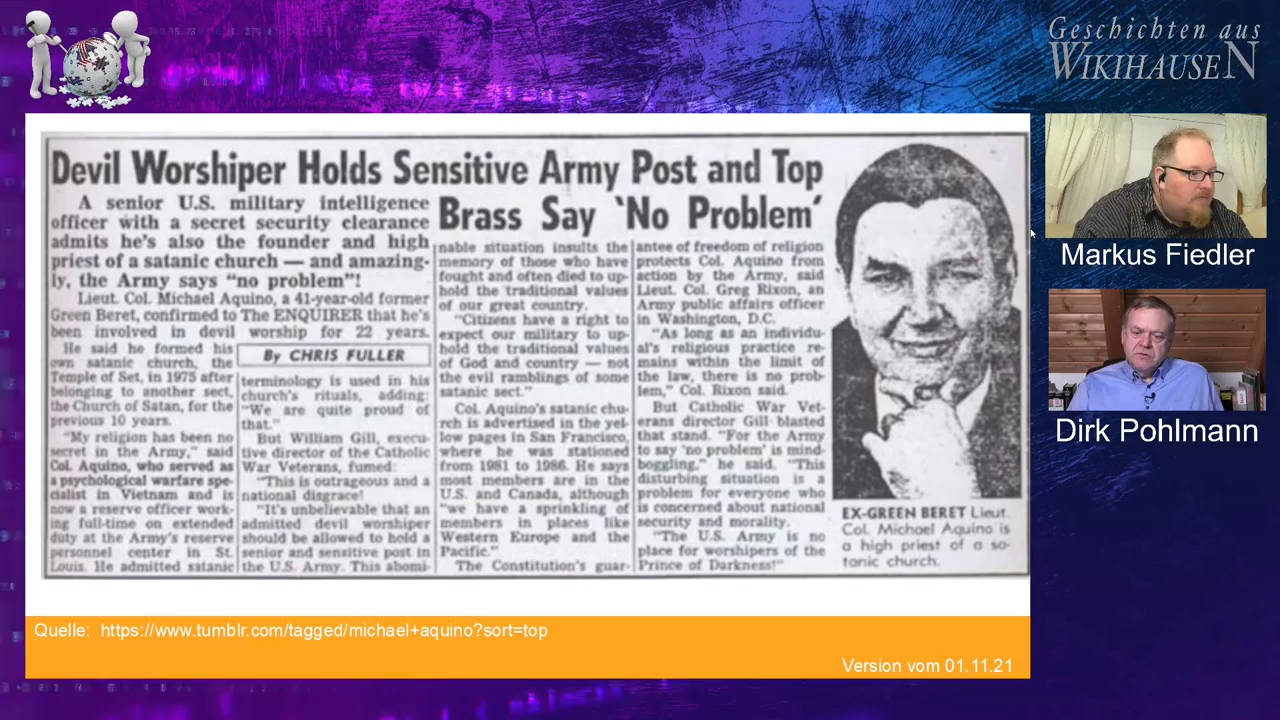 Geschichten aus
WIKIHAUSEN
Devil Worshiper Holds Sensitive Army Post and Top
Brass Say 'No Problem'
A senior U.S. military intelligence
officer with a secret security clearance
admits he's also the founder and high
priest of a satanic church — and amazing-
ly, the Army says "no problem"!
Lieut. Col. Michael Aquino, a 41-year-old former
Green Beret, confirmed to The ENQUIRER that he's
been involved in devil worship for 22 years.
He said he formed his
own satanic church, the
Temple of Set, in 1975 after
belonging to another sect,
the Church of Satan, for the
previous 10 years.
"My religion has been no
secret in the Army," said
Col. Aquino, who served as
a psychological warfare spe-
cialist in Vietnam and is
now a reserve officer work-
ing full-time on extended
duty at the Army's reserve
personnel center in St.
Louis. He admitted satanic
By CHRIS FULLER
terminology is used in his
church's rituals, adding:
"We are quite proud of
that."
But William Gill, execu-
tive director of the Catholic
War Veterans, fumed:
"This is outrageous and a
national disgrace!
"It's unbelievable that an
admitted devil worshiper
should be allowed to hold a
senior and sensitive post in
the U.S. Army. This abomi-
nable situation insults the
memory of those who have
fought and often died to up-
hold the traditional values
of our great country.
"Citizens have a right to
expect our military to up-
hold the traditional values
of God and country — not
the evil ramblings of some
satanic sect."
Col. Aquino's satanic chu-
rch is advertised in the yel-
low pages in San Francisco,
where he was stationed
from 1981 to 1986. He says
most members are in the
U.S. and Canada, although
"we have a sprinkling of
members in places like
Western Europe and the
Pacific."
The Constitution's guar-
antee of freedom of religion
protects Col. Aquino from
action by the Army, said
Lieut. Col. Greg Rixon, an
Army public affairs officer
in Washington, D.C.
"As long as an individu-
al's religious practice re-
mains within the limit of
the law, there is no prob-
lem," Col. Rixon said.
But Catholic War Vet-
erans director Gill blasted
that stand. "For the Army
to say 'no problem' is mind-
boggling," he said. "This
disturbing situation is a
problem for everyone who
is concerned about national
security and morality.
"The U.S. Army is no
place for worshipers of the
Prince of Darkness!"
EX-GREEN BERET Lieut.
Col. Michael Aquino is
a high priest of a sa-
tanic church.
Markus Fiedler
Dirk Pohlmann
Quelle: https://www.tumblr.com/tagged/michael+aquino?sort=top
Version vom 01.11.21